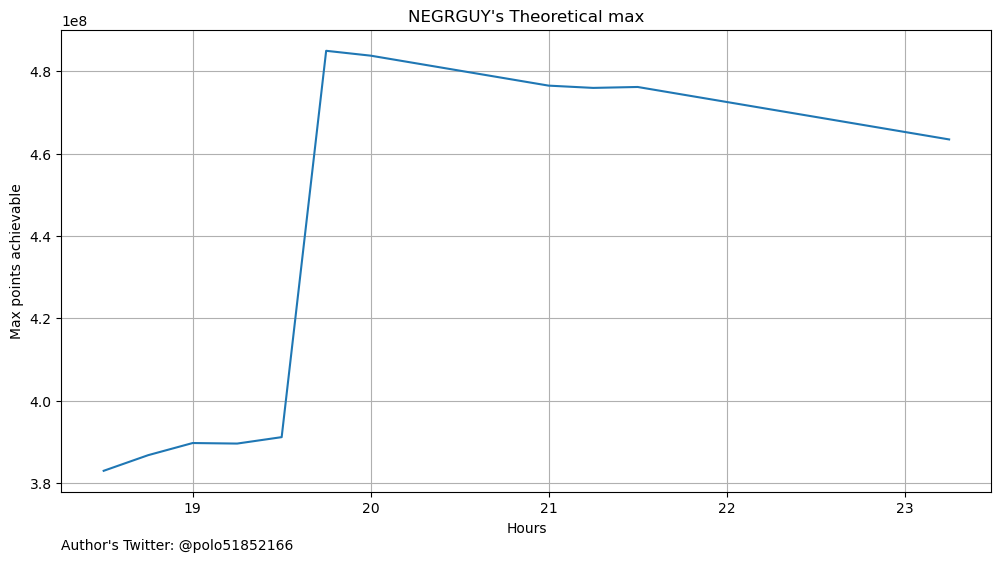 NEGRGUY's Theoretical max
1e8
4.8
4.6
4.4
4.2
4.0
3.8
Max points achievable
19 20 21 22 23
Hours
Author's Twitter: @polo51852166